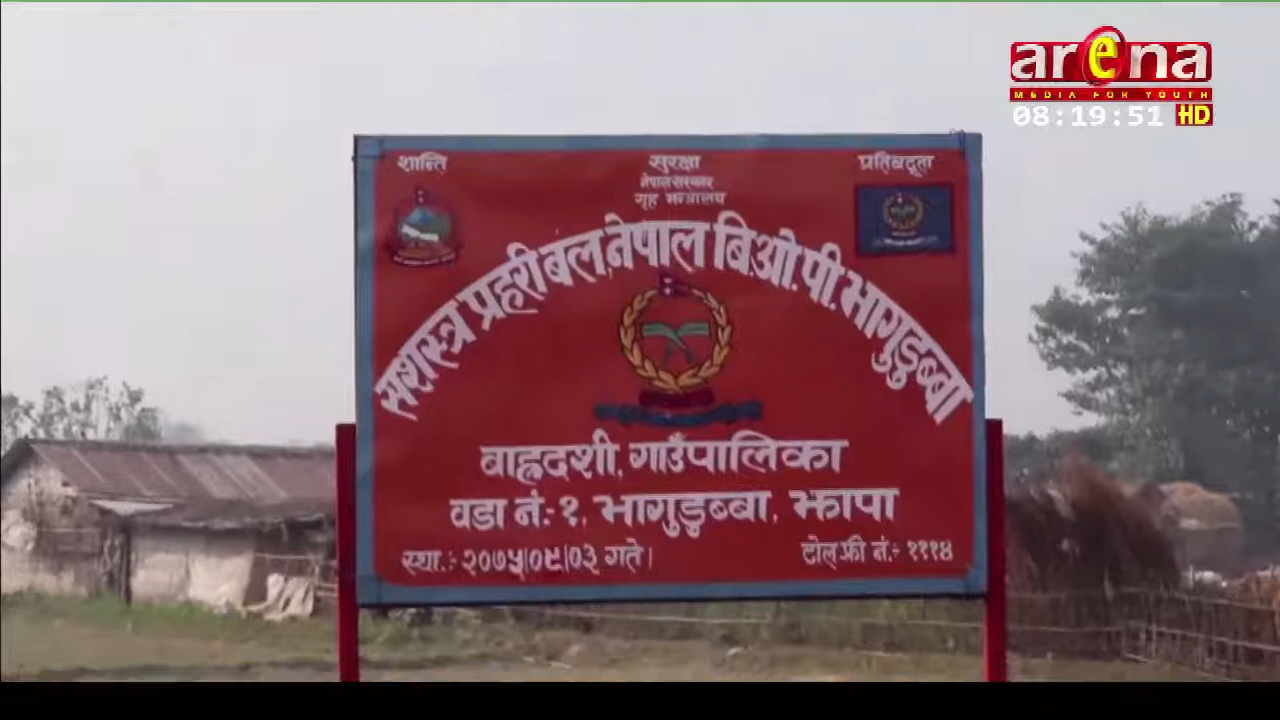 arena
MEDIA FOR YOUTH
08:19:51 HD
शान्ति सुरक्षा प्रतिबद्धता
नेपाल सरकार
गृह मन्त्रालय
सशस्त्र प्रहरी बल, नेपाल बि.ओ.पी. भागुडुब्बा
बाह्रदशी, गाउँपालिका
वडा नं:- १, भागुडुब्बा, झापा
स्था.:- २०७५|०९|०३ गते। टोल फ्री नं.:- १११४